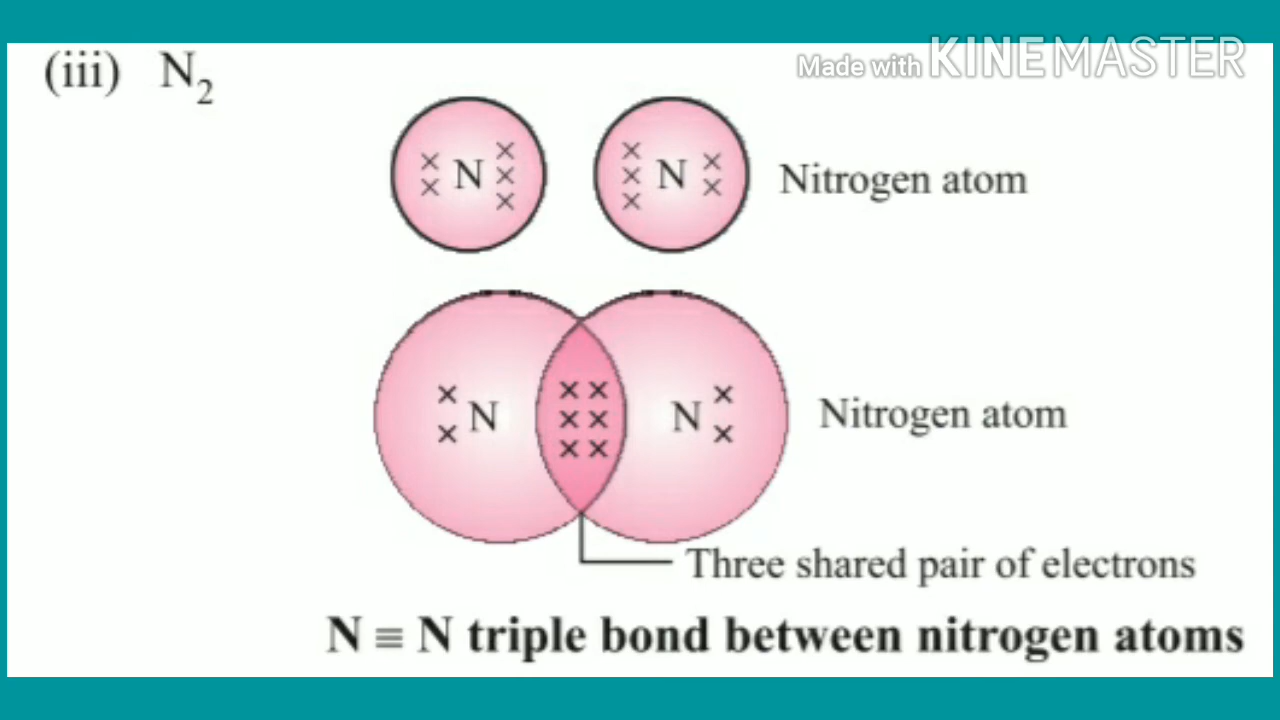 (iii) N₂
Made with KINEMASTER
×× N ××× ××× N ×× Nitrogen atom
×× N ×××××× N ×× Nitrogen atom
Three shared pair of electrons
N ≡ N triple bond between nitrogen atoms